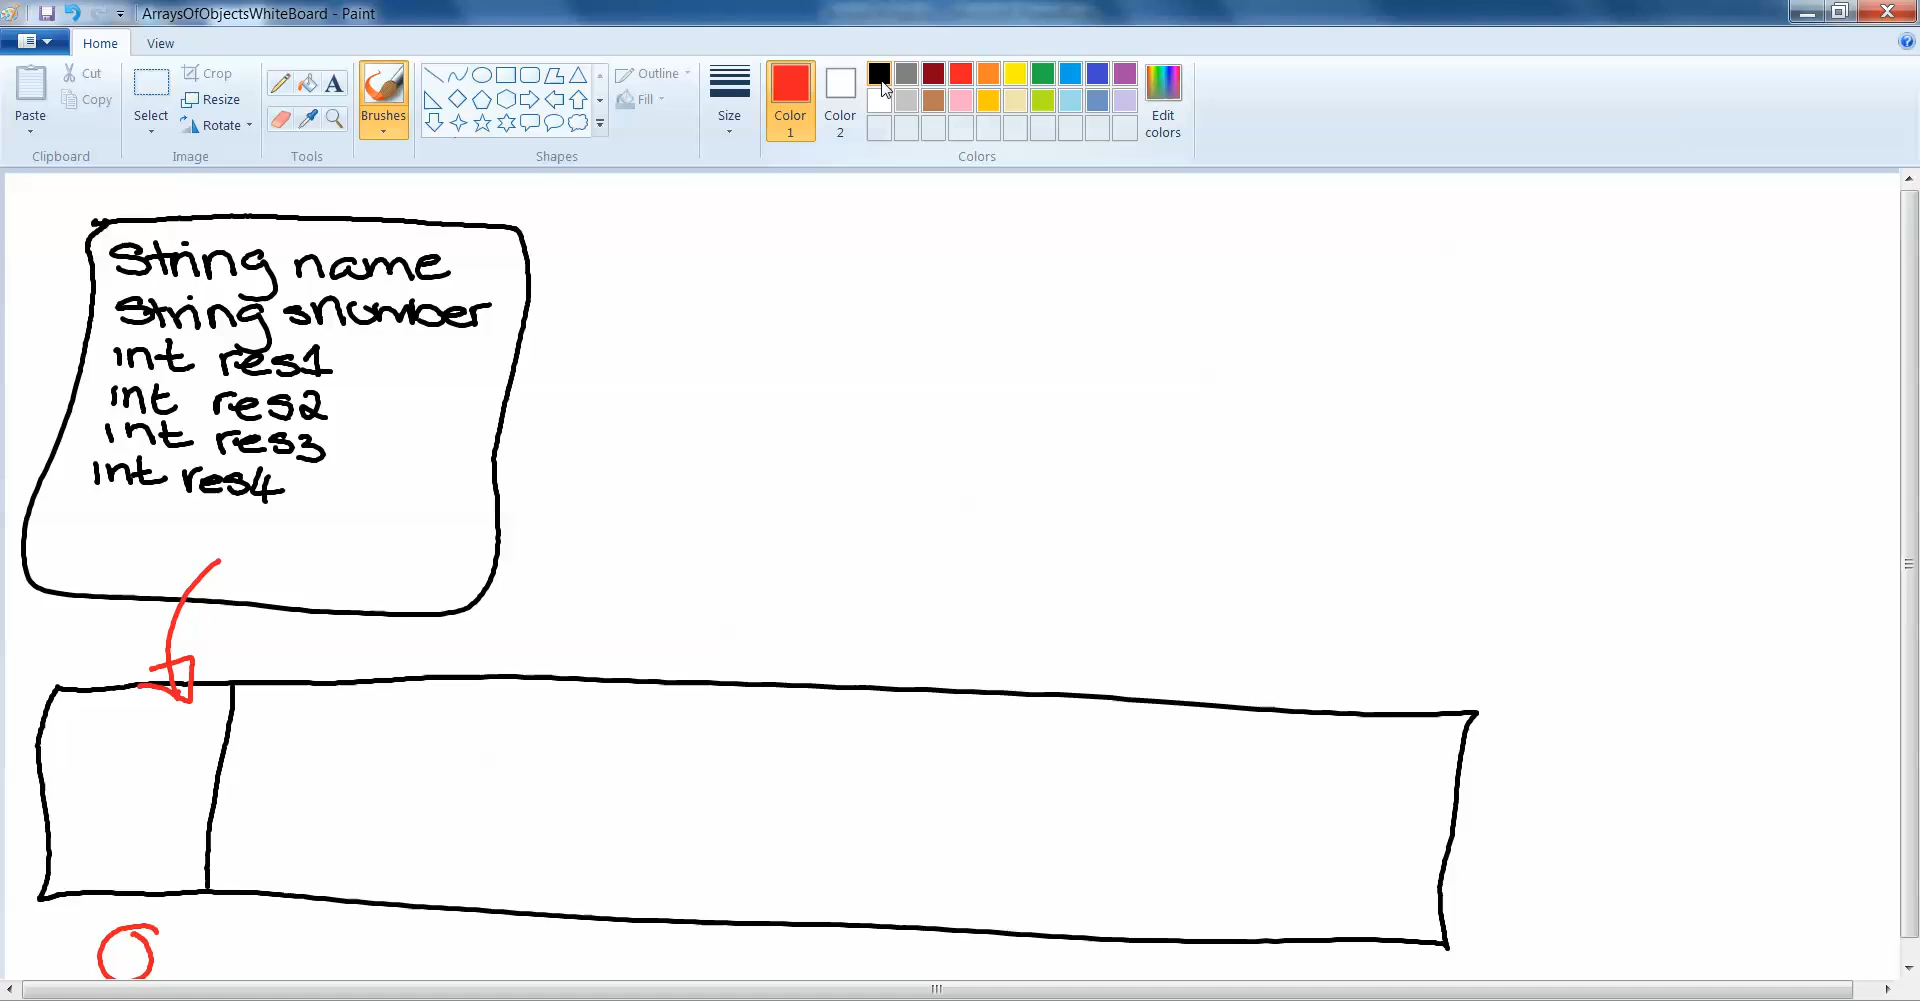 ArraysOfObjectsWhiteBoard - Paint
Home View
Paste
Cut
Copy
Clipboard
Select
Crop
Resize
Rotate
Image
A
Tools
Brushes
Shapes
Outline
Fill
Size
Color 1
Color 2
Edit colors
Colors
String name
String snumber
int res1
int res2
int res3
int res4
0